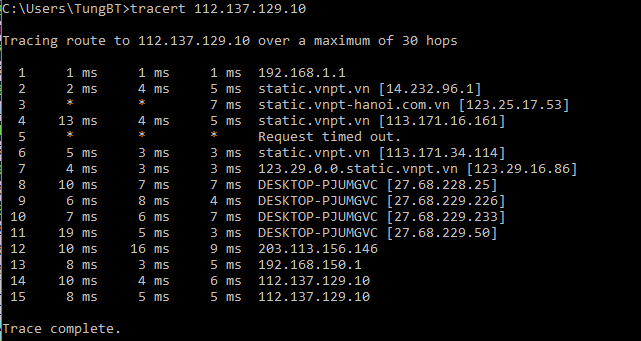 C:\Users\TungBT>tracert 112.137.129.10
Tracing route to 112.137.129.10 over a maximum of 30 hops
1 1 ms 1 ms 1 ms 192.168.1.1
2 2 ms 4 ms 5 ms static.vnpt.vn [14.232.96.1]
3 * * 7 ms static.vnpt-hanoi.com.vn [123.25.17.53]
4 13 ms 4 ms 5 ms static.vnpt.vn [113.171.16.161]
5 * * * Request timed out.
6 5 ms 3 ms 3 ms static.vnpt.vn [113.171.34.114]
7 4 ms 3 ms 3 ms 123.29.0.0.static.vnpt.vn [123.29.16.86]
8 10 ms 7 ms 7 ms DESKTOP-PJUMGVC [27.68.228.25]
9 6 ms 8 ms 4 ms DESKTOP-PJUMGVC [27.68.229.226]
10 7 ms 6 ms 7 ms DESKTOP-PJUMGVC [27.68.229.233]
11 19 ms 5 ms 3 ms DESKTOP-PJUMGVC [27.68.229.50]
12 10 ms 16 ms 9 ms 203.113.156.146
13 8 ms 3 ms 5 ms 192.168.150.1
14 10 ms 4 ms 6 ms 112.137.129.10
15 8 ms 5 ms 5 ms 112.137.129.10
Trace complete.